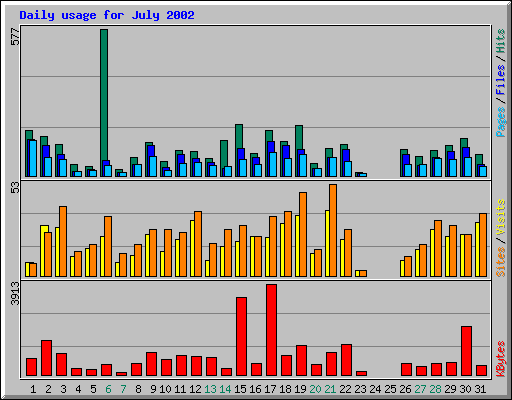 Daily usage for July 2002
577
Pages / Files / Hits
53
Sites / Visits
3913
KBytes
1 2 3 4 5 6 7 8 9 10 11 12 13 14 15 16 17 18 19 20 21 22 23 24 25 26 27 28 29 30 31